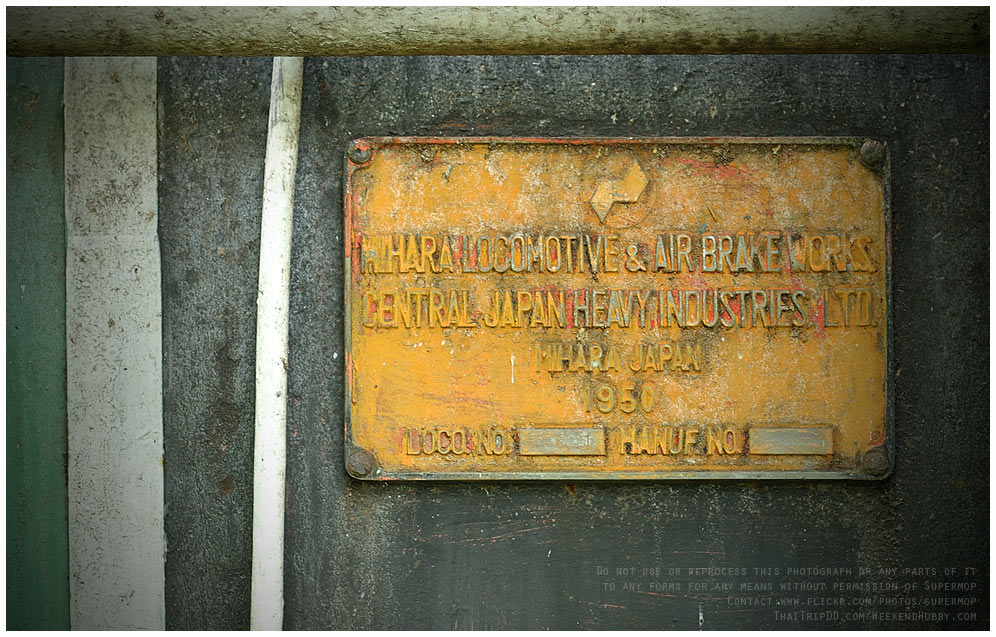 MIHARA LOCOMOTIVE & AIR BRAKE WORKS,
CENTRAL JAPAN HEAVY INDUSTRIES, LTD.
MIHARA JAPAN
1950
LOCO. NO. MANUF. NO.
Do not use or reprocess this photograph or any parts of it
to any forms for any means without permission of Supermop
Contact www.flickr.com/photos/supermop
ThaiTripDD.com/WeekendHobby.com